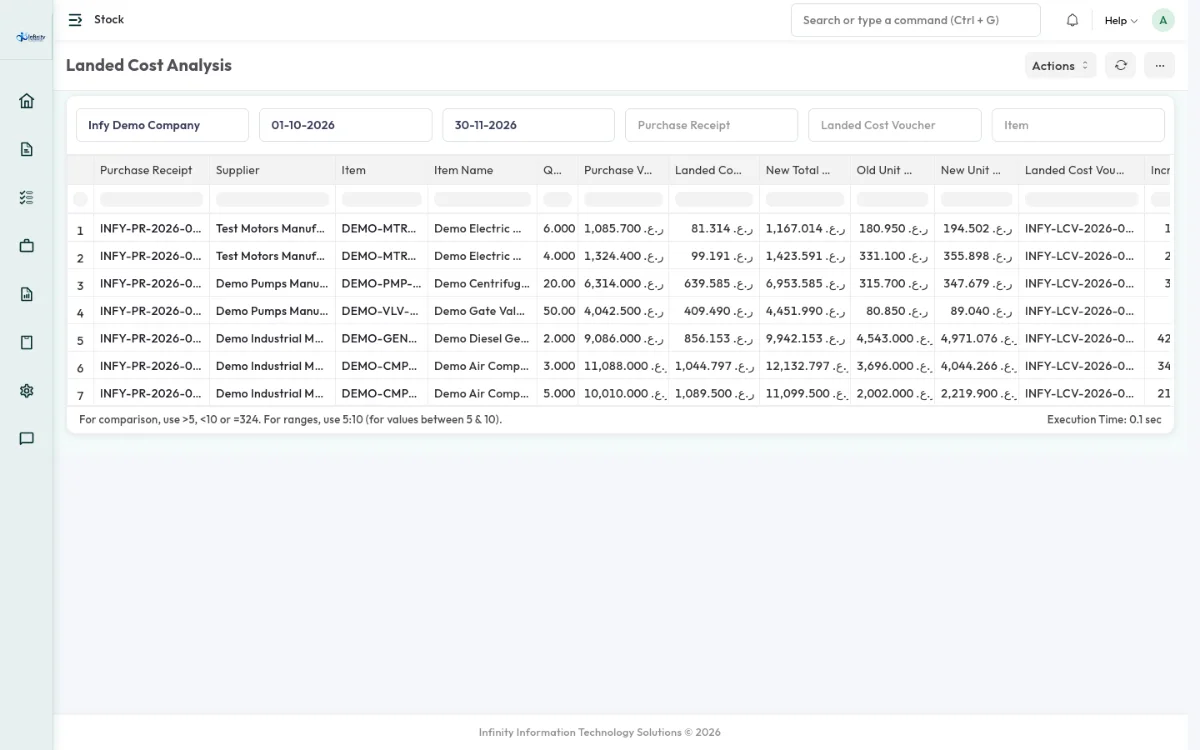 Stock
Search or type a command (Ctrl + G)
Help
A
Infinity
Landed Cost Analysis
Actions
Infy Demo Company
01-10-2026
30-11-2026
Purchase Receipt
Landed Cost Voucher
Item
Purchase Receipt Supplier Item Item Name Q... Purchase V... Landed Co... New Total ... Old Unit ... New Unit ... Landed Cost Vou... Incr
1 INFY-PR-2026-0... Test Motors Manuf... DEMO-MTR... Demo Electric ... 6.000 1,085.700 ر.ع. 81.314 ر.ع. 1,167.014 ر.ع. 180.950 ر.ع. 194.502 ر.ع. INFY-LCV-2026-0... 1
2 INFY-PR-2026-0... Test Motors Manuf... DEMO-MTR... Demo Electric ... 4.000 1,324.400 ر.ع. 99.191 ر.ع. 1,423.591 ر.ع. 331.100 ر.ع. 355.898 ر.ع. INFY-LCV-2026-0... 2
3 INFY-PR-2026-0... Demo Pumps Manu... DEMO-PMP-... Demo Centrifug... 20.00 6,314.000 ر.ع. 639.585 ر.ع. 6,953.585 ر.ع. 315.700 ر.ع. 347.679 ر.ع. INFY-LCV-2026-0... 3
4 INFY-PR-2026-0... Demo Pumps Manu... DEMO-VLV-... Demo Gate Val... 50.00 4,042.500 ر.ع. 409.490 ر.ع. 4,451.990 ر.ع. 80.850 ر.ع. 89.040 ر.ع. INFY-LCV-2026-0...
5 INFY-PR-2026-0... Demo Industrial M... DEMO-GEN... Demo Diesel Ge... 2.000 9,086.000 ر.ع. 856.153 ر.ع. 9,942.153 ر.ع. 4,543.000 ر.ع. 4,971.076 ر.ع. INFY-LCV-2026-0... 42
6 INFY-PR-2026-0... Demo Industrial M... DEMO-CMP... Demo Air Comp... 3.000 11,088.000 ر.ع. 1,044.797 ر.ع. 12,132.797 ر.ع. 3,696.000 ر.ع. 4,044.266 ر.ع. INFY-LCV-2026-0... 34
7 INFY-PR-2026-0... Demo Industrial M... DEMO-CMP... Demo Air Comp... 5.000 10,010.000 ر.ع. 1,089.500 ر.ع. 11,099.500 ر.ع. 2,002.000 ر.ع. 2,219.900 ر.ع. INFY-LCV-2026-0... 21
For comparison, use >5, <10 or =324. For ranges, use 5:10 (for values between 5 & 10).
Execution Time: 0.1 sec
Infinity Information Technology Solutions © 2026